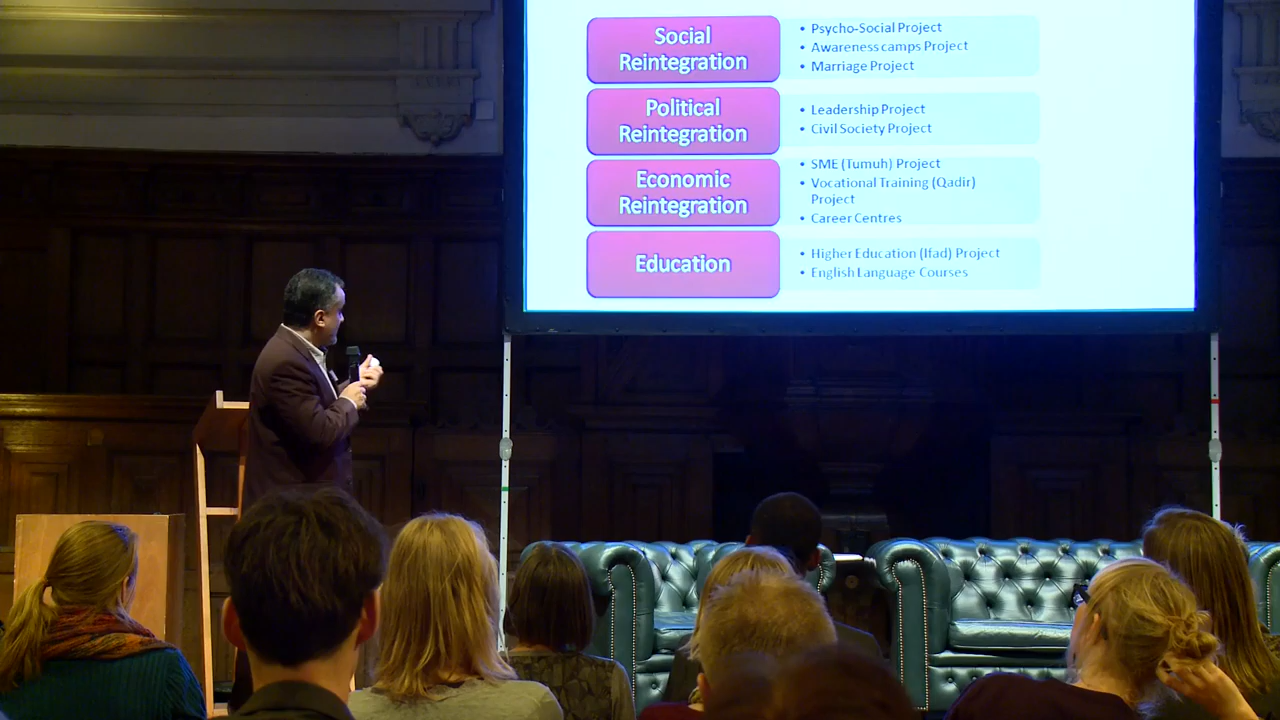 Social
Reintegration
• Psycho-Social Project
• Awareness camps Project
• Marriage Project
Political
Reintegration
• Leadership Project
• Civil Society Project
Economic
Reintegration
• SME (Tumuh) Project
• Vocational Training (Qadir)
Project
• Career Centres
Education
• Higher Education (Ifad) Project
• English Language Courses